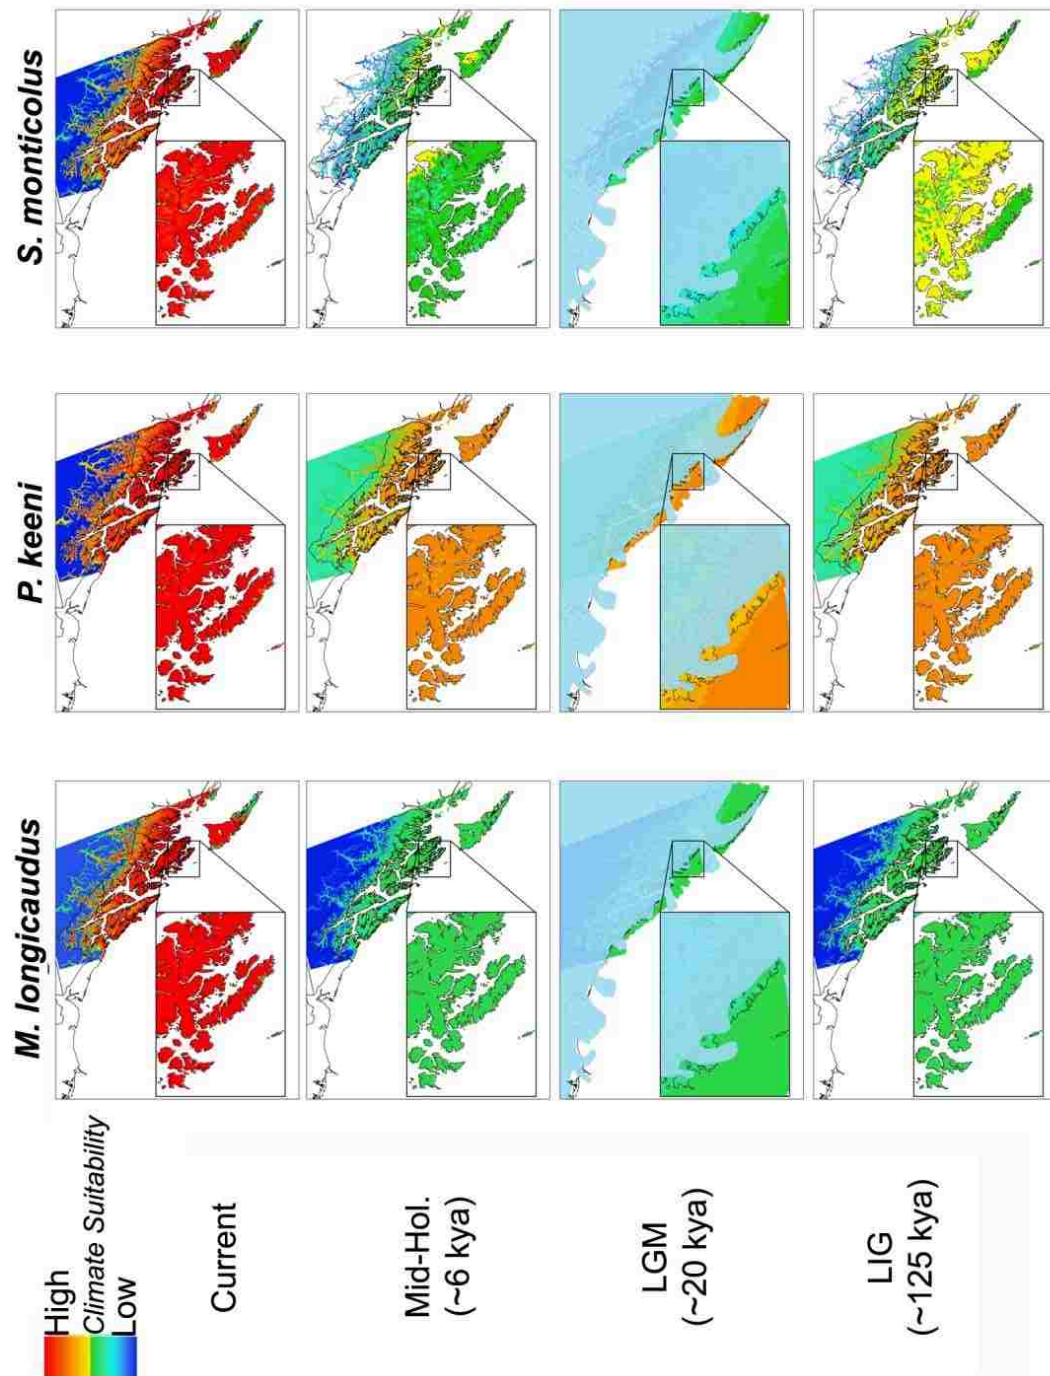 High
Climate Suitability
Low
M. longicaudus
P. keeni
S. monticolus
Current
Mid-Hol.
(~6 kya)
LGM
(~20 kya)
LIG
(~125 kya)